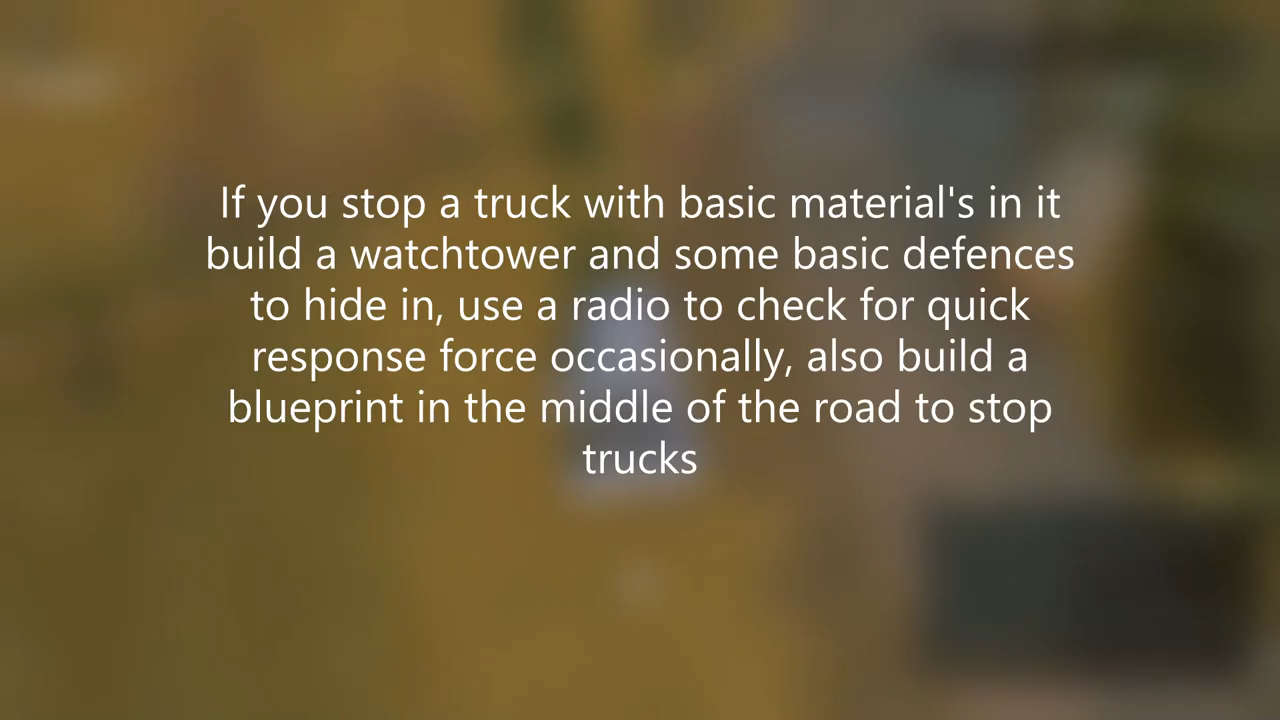 If you stop a truck with basic material's in it
build a watchtower and some basic defences
to hide in, use a radio to check for quick
response force occasionally, also build a
blueprint in the middle of the road to stop
trucks